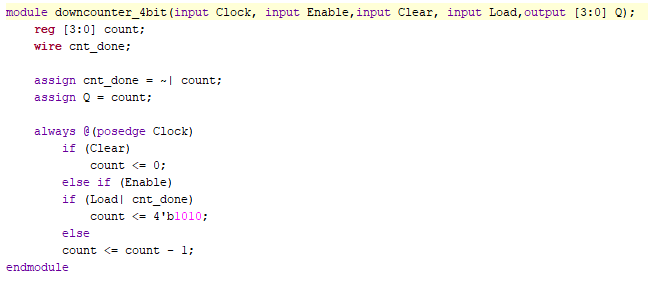 module downcounter_4bit(input Clock, input Enable,input Clear, input Load,output [3:0] Q);
reg [3:0] count;
wire cnt_done;
assign cnt_done = ~| count;
assign Q = count;
always @(posedge Clock)
if (Clear)
count <= 0;
else if (Enable)
if (Load| cnt_done)
count <= 4'b1010;
else
count <= count - 1;
endmodule